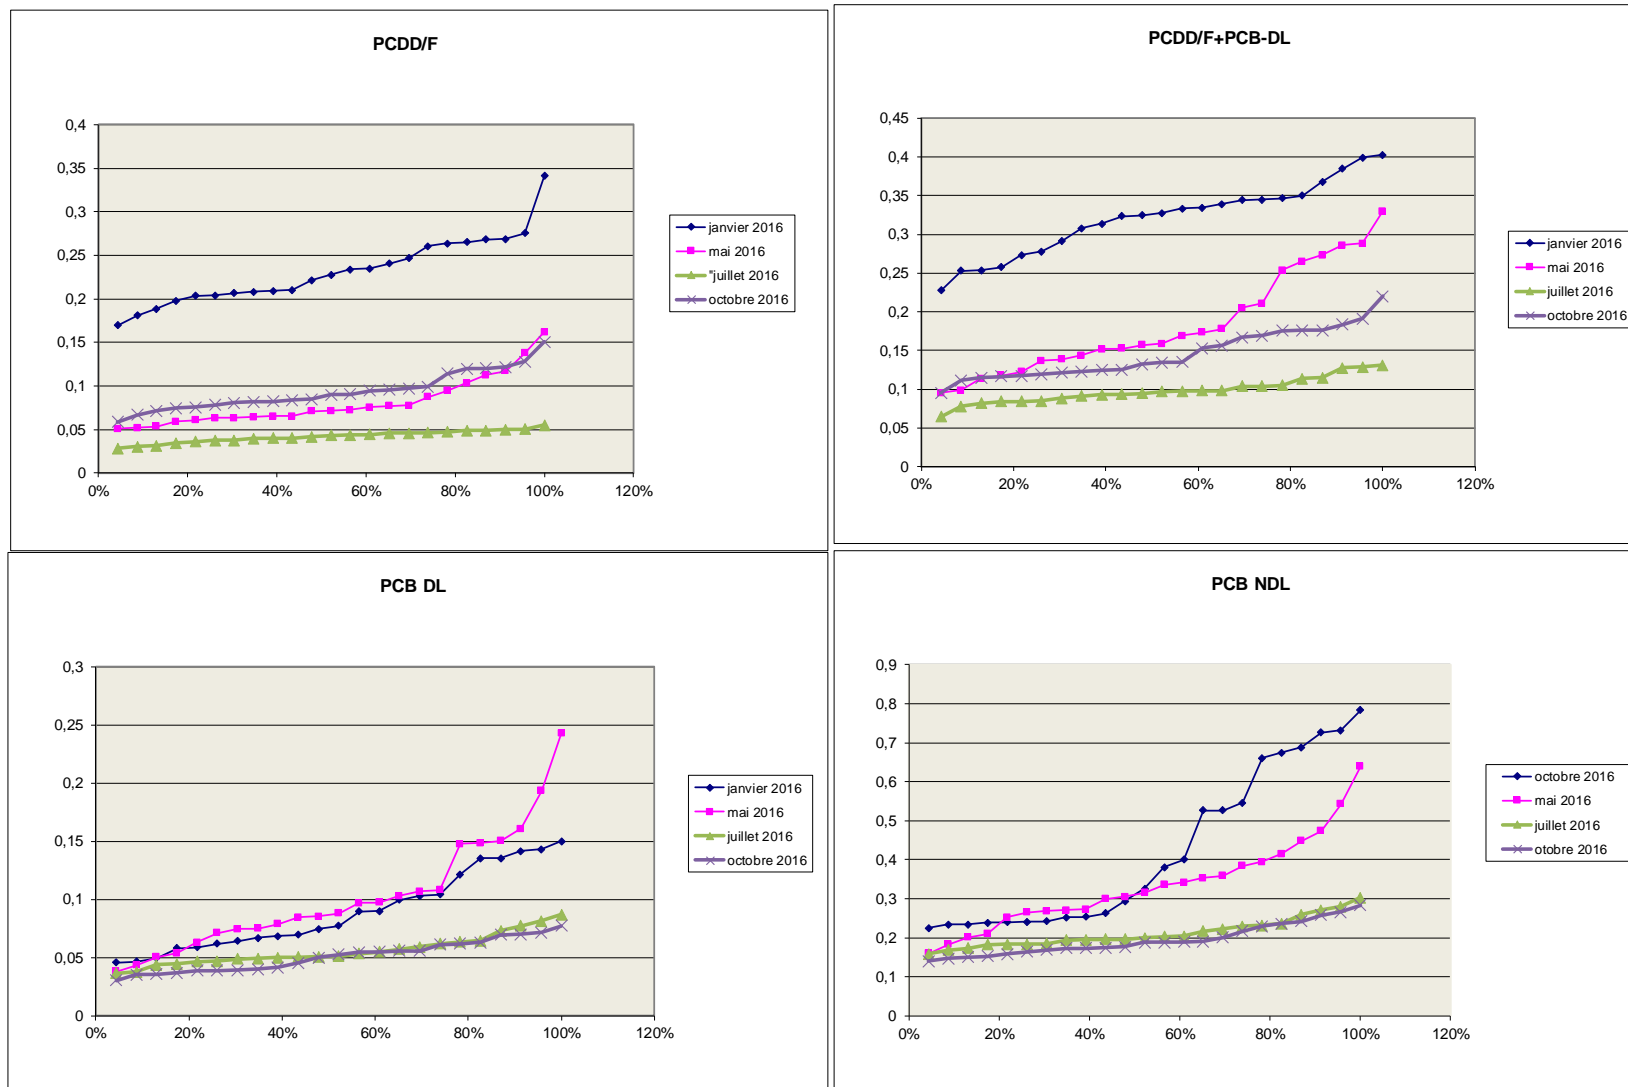 PCDD/F
0,4
0,35
0,3
0,25
0,2
0,15
0,1
0,05
0
0% 20% 40% 60% 80% 100% 120%
janvier 2016
mai 2016
"juillet 2016
octobre 2016
PCDD/F+PCB-DL
0,45
0,4
0,35
0,3
0,25
0,2
0,15
0,1
0,05
0
0% 20% 40% 60% 80% 100% 120%
janvier 2016
mai 2016
juillet 2016
octobre 2016
PCB DL
0,3
0,25
0,2
0,15
0,1
0,05
0
0% 20% 40% 60% 80% 100% 120%
janvier 2016
mai 2016
juillet 2016
octobre 2016
PCB NDL
0,9
0,8
0,7
0,6
0,5
0,4
0,3
0,2
0,1
0
0% 20% 40% 60% 80% 100% 120%
octobre 2016
mai 2016
juillet 2016
otobre 2016